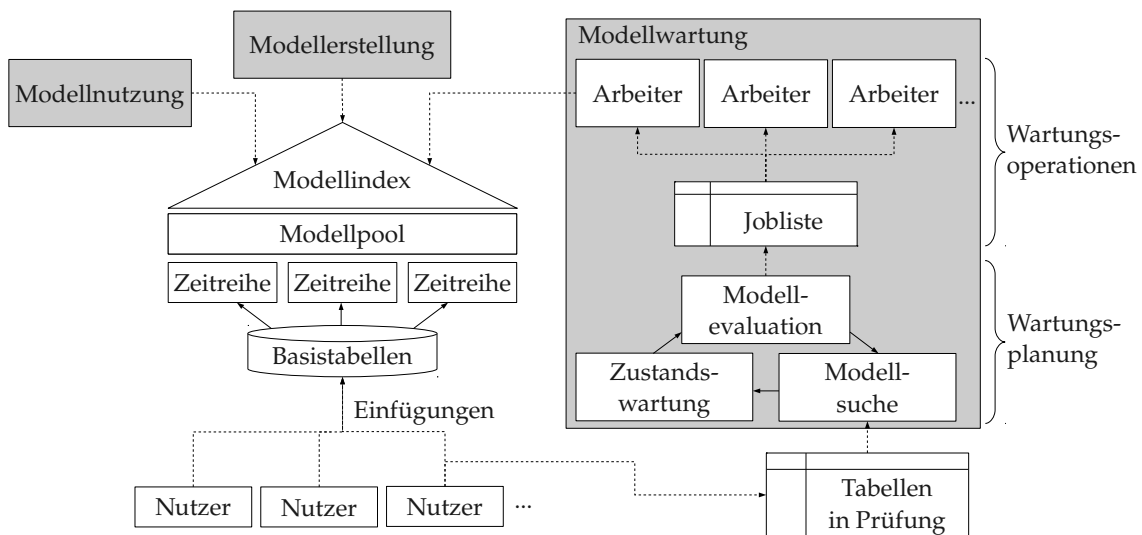 Modellerstellung
Modellnutzung
Modellindex
Modellpool
Zeitreihe
Zeitreihe
Zeitreihe
Basistabellen
Einfügungen
Nutzer
Nutzer
Nutzer
...
Modellwartung
Arbeiter
Arbeiter
Arbeiter
...
Jobliste
Modell-
evaluation
Zustands-
wartung
Modell-
suche
Tabellen
in Prüfung
Wartungs-
operationen
Wartungs-
planung